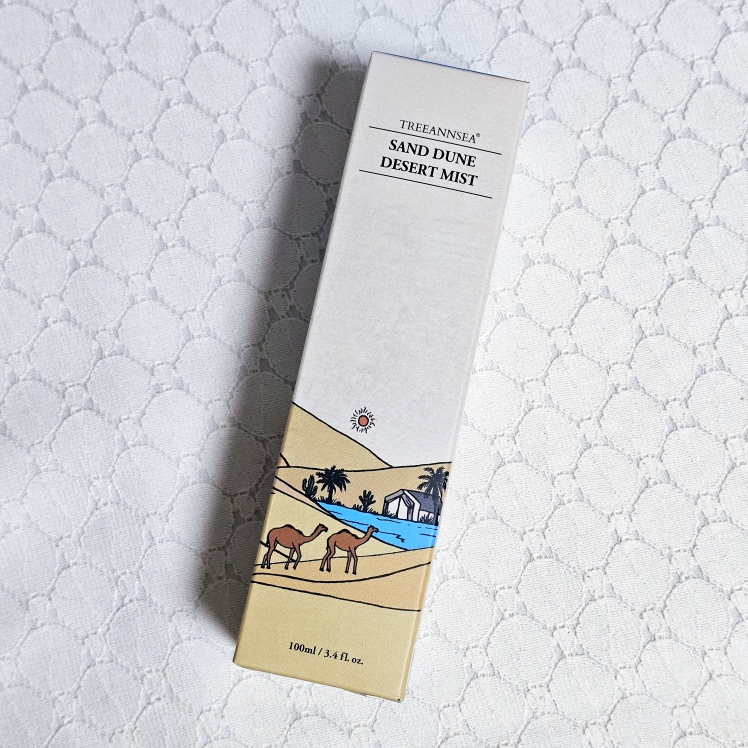 TREEANNSEA®
SAND DUNE
DESERT MIST
100ml / 3.4 fl. oz.